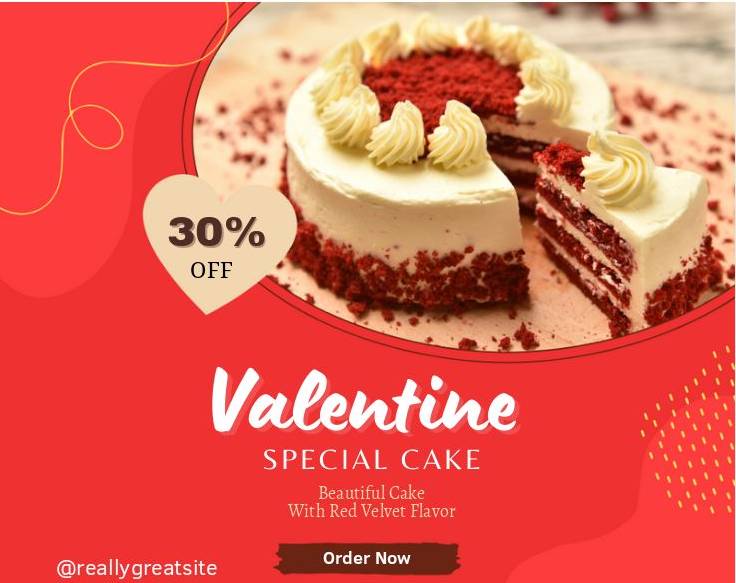 30%
OFF
Valentine
SPECIAL CAKE
Beautiful Cake
With Red Velvet Flavor
Order Now
@reallygreatsite